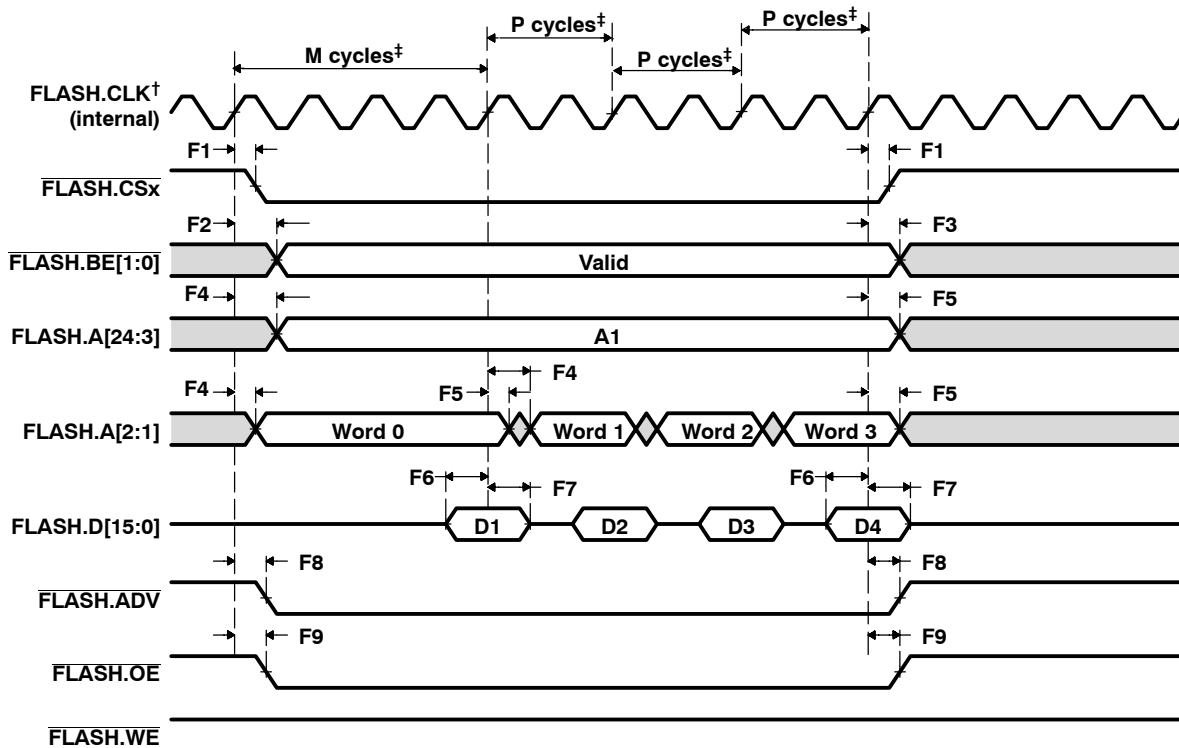 P cycles‡
P cycles‡
M cycles‡
P cycles‡
FLASH.CLK†
(internal)
F1
F1
FLASH.CSx
F2
F3
FLASH.BE[1:0]
Valid
F4
F5
FLASH.A[24:3]
A1
F4
F4
F5
F5
FLASH.A[2:1]
Word 0
Word 1
Word 2
Word 3
F6
F7
F6
F7
FLASH.D[15:0]
D1
D2
D3
D4
F8
F8
FLASH.ADV
F9
F9
FLASH.OE
FLASH.WE